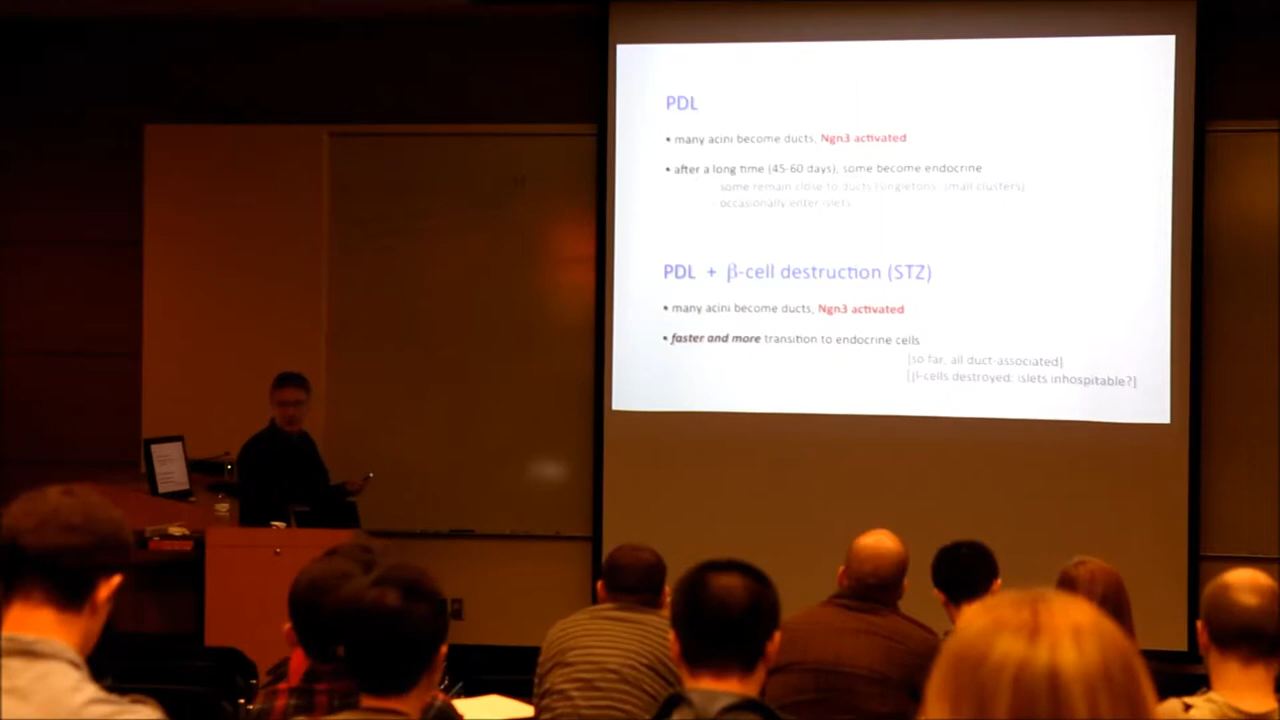 PDL
• many acini become ducts, Ngn3 activated
• after a long time (45-60 days), some become endocrine
some remain close to ducts (singletons, small clusters)
- occasionally enter islets
PDL + β-cell destruction (STZ)
• many acini become ducts, Ngn3 activated
• faster and more transition to endocrine cells
[so far, all duct-associated]
[β-cells destroyed; islets inhospitable?]